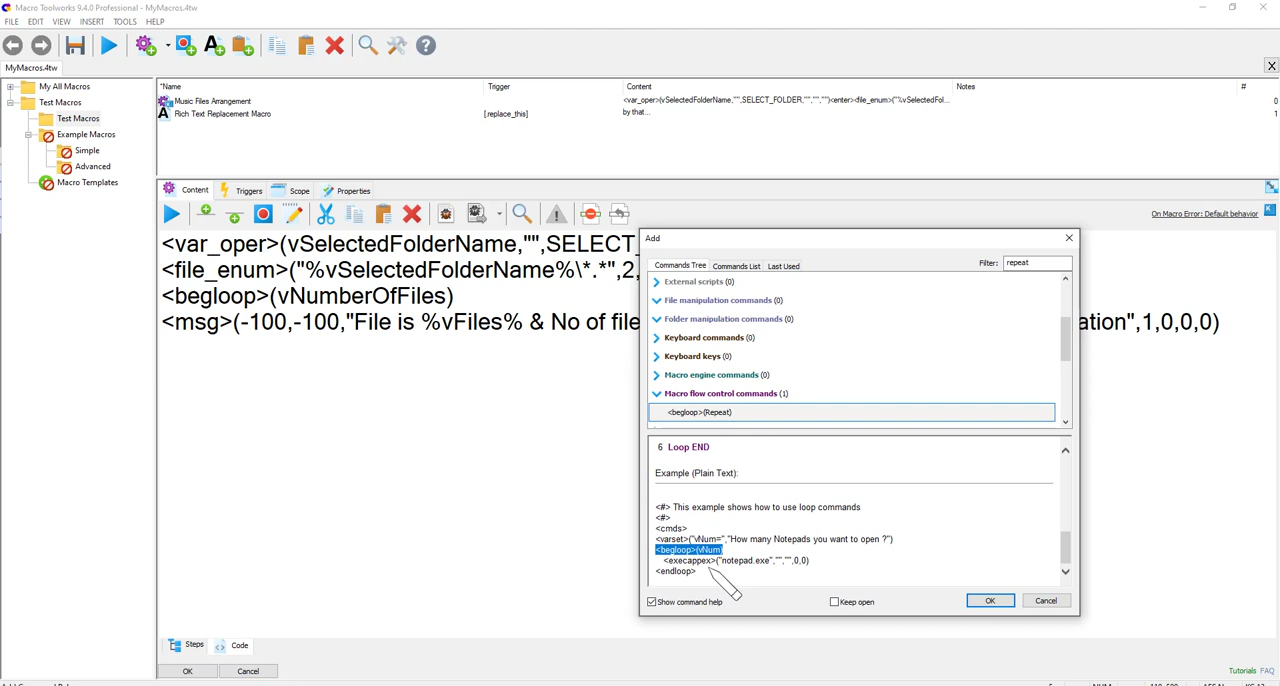 Macro Toolworks 9.4.0 Professional - MyMacros.4tw
FILE EDIT VIEW INSERT TOOLS HELP
MyMacros.4tw
My All Macros
Test Macros
Test Macros
Example Macros
Simple
Advanced
Macro Templates
*Name Trigger Content Notes #
Music Files Arrangement <var_oper>(vSelectedFolderName,"",SELECT_FOLDER,"","","")<enter><file_enum>("%vSelectedFol... 0
Rich Text Replacement Macro [.replace_this] by that... 1
Content Triggers Scope Properties
On Macro Error: Default behavior
<var_oper>(vSelectedFolderName,"",SELECT_
<file_enum>("%vSelectedFolderName%\*.*",2,
<begloop>(vNumberOfFiles)
<msg>(-100,-100,"File is %vFiles% & No of file
ation",1,0,0,0)
Add
Commands Tree Commands List Last Used Filter: repeat
External scripts (0)
File manipulation commands (0)
Folder manipulation commands (0)
Keyboard commands (0)
Keyboard keys (0)
Macro engine commands (0)
Macro flow control commands (1)
<begloop>(Repeat)
6 Loop END
Example (Plain Text):
<#> This example shows how to use loop commands
<#>
<cmds>
<varset>("vNum=","How many Notepads you want to open ?")
<begloop>(vNum)
<execappex>("notepad.exe","","",0,0)
<endloop>
Show command help Keep open OK Cancel
Steps Code
OK Cancel
Tutorials FAQ